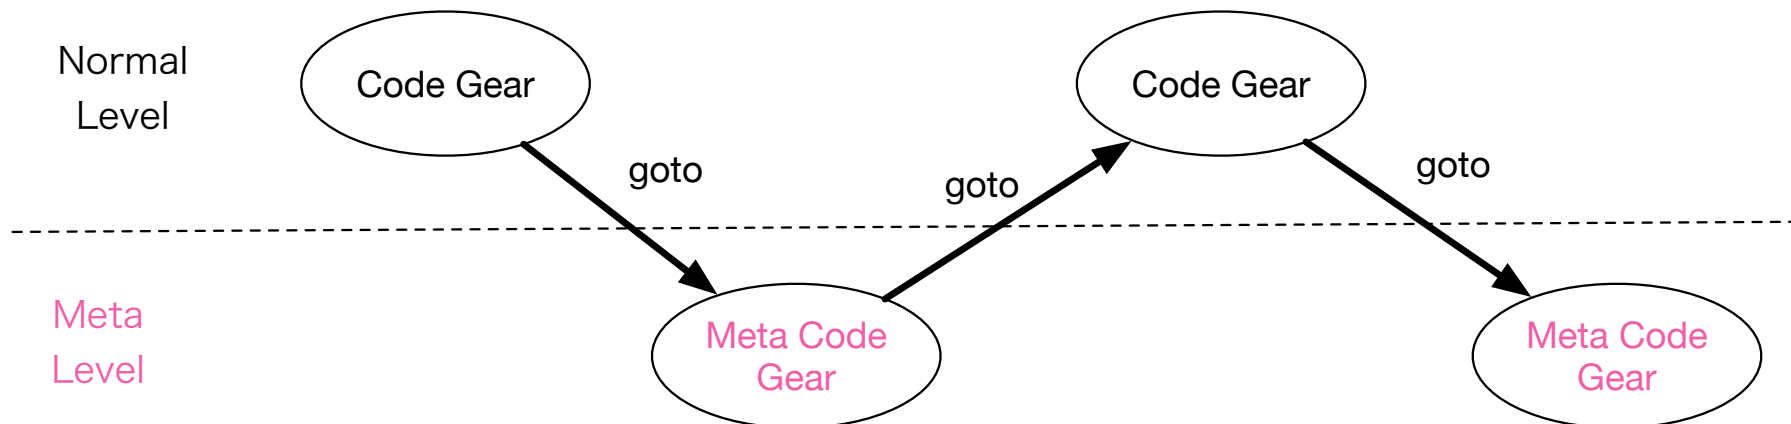 Normal
Level
Code Gear
Code Gear
goto
goto
goto
Meta
Level
Meta Code
Gear
Meta Code
Gear